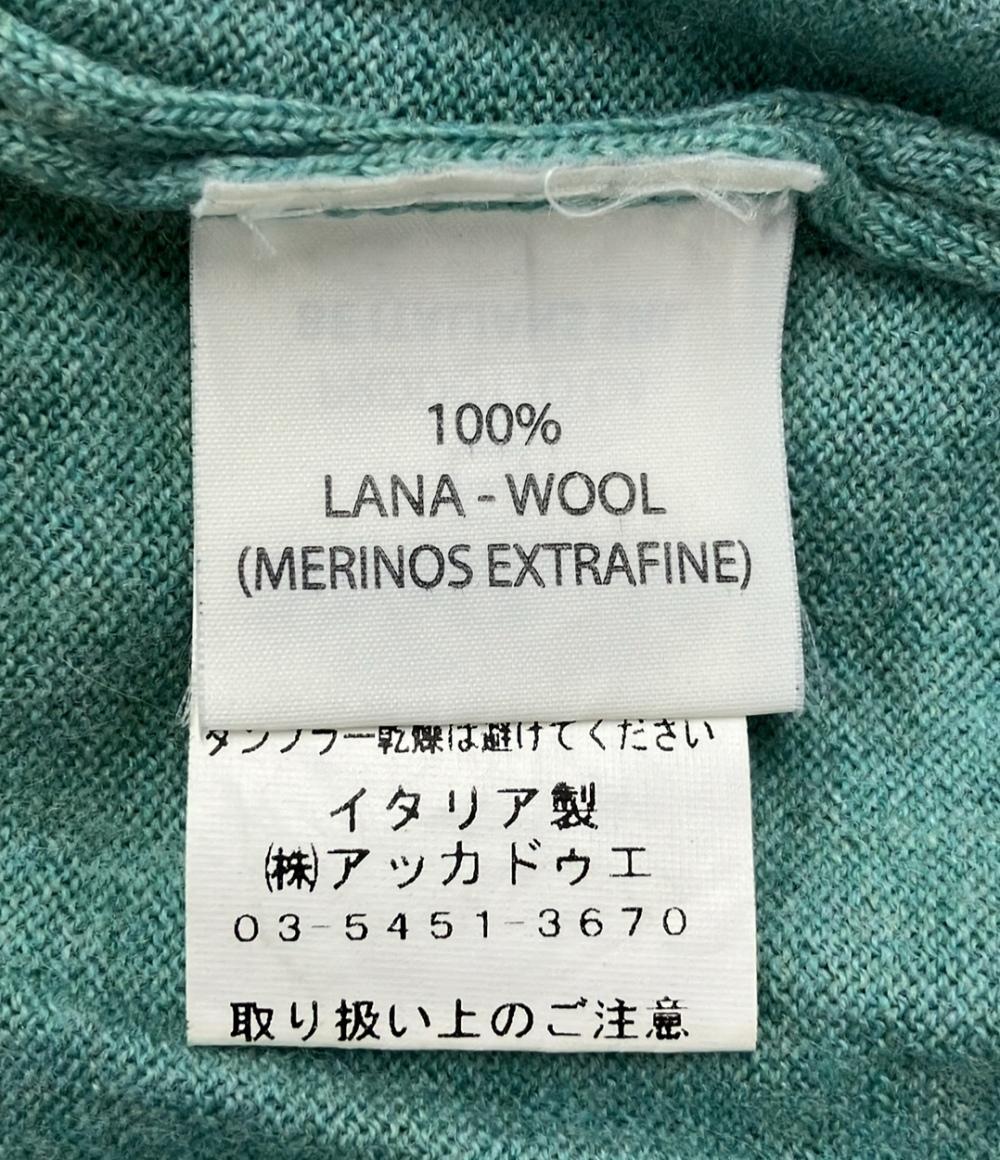 100%
LANA - WOOL
(MERINOS EXTRAFINE)
タンブラー乾燥は避けてください
イタリア製
㈱アッカドゥエ
03-5451-3670
取り扱い上のご注意